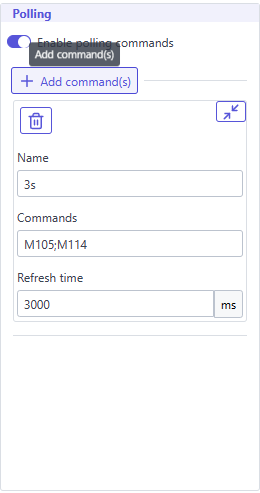 Polling
Enable polling commands
Add command(s)
Add command(s)
Name
3s
Commands
M105;M114
Refresh time
3000 ms